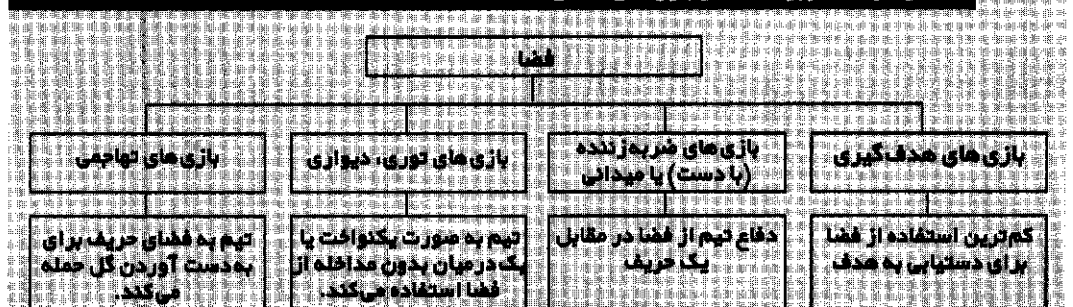 فضا
بازی‌های هدف‌گیری
کم‌ترین استفاده از فضا
برای دستیابی به هدف
بازی‌های ضربه‌زننده
(با دست) یا میدانی
دفاع تیم از فضا در مقابل
یک حریف
بازی‌های توری، دیواری
تیم به صورت یکنواخت یا
یک‌درمیان بدون مداخله از
فضا استفاده می‌کند.
بازی‌های تهاجمی
تیم به فضای حریف برای
به‌دست آوردن گل حمله
می‌کند.